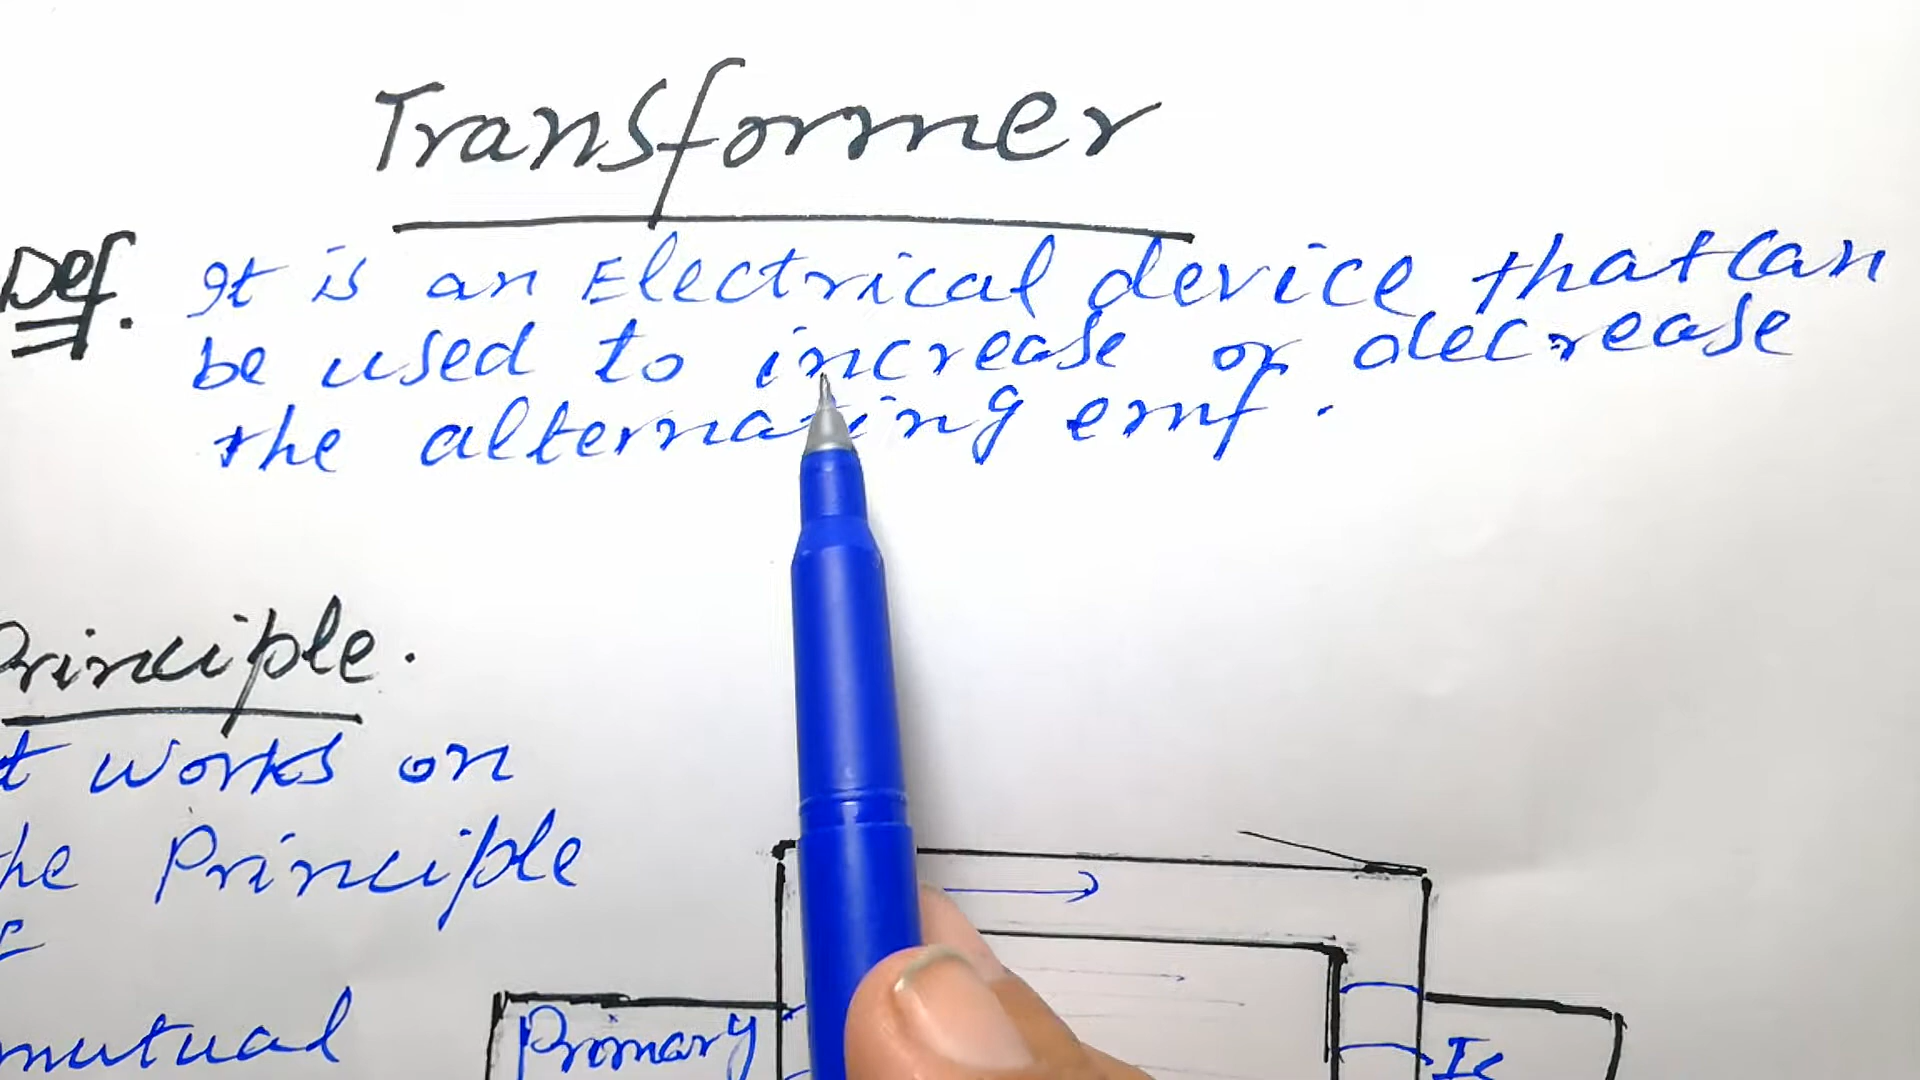 Transformer
Def. It is an Electrical device that can
be used to increase or decrease
the alternating emf.
Principle.
t works on
he Principle
mutual
Primary